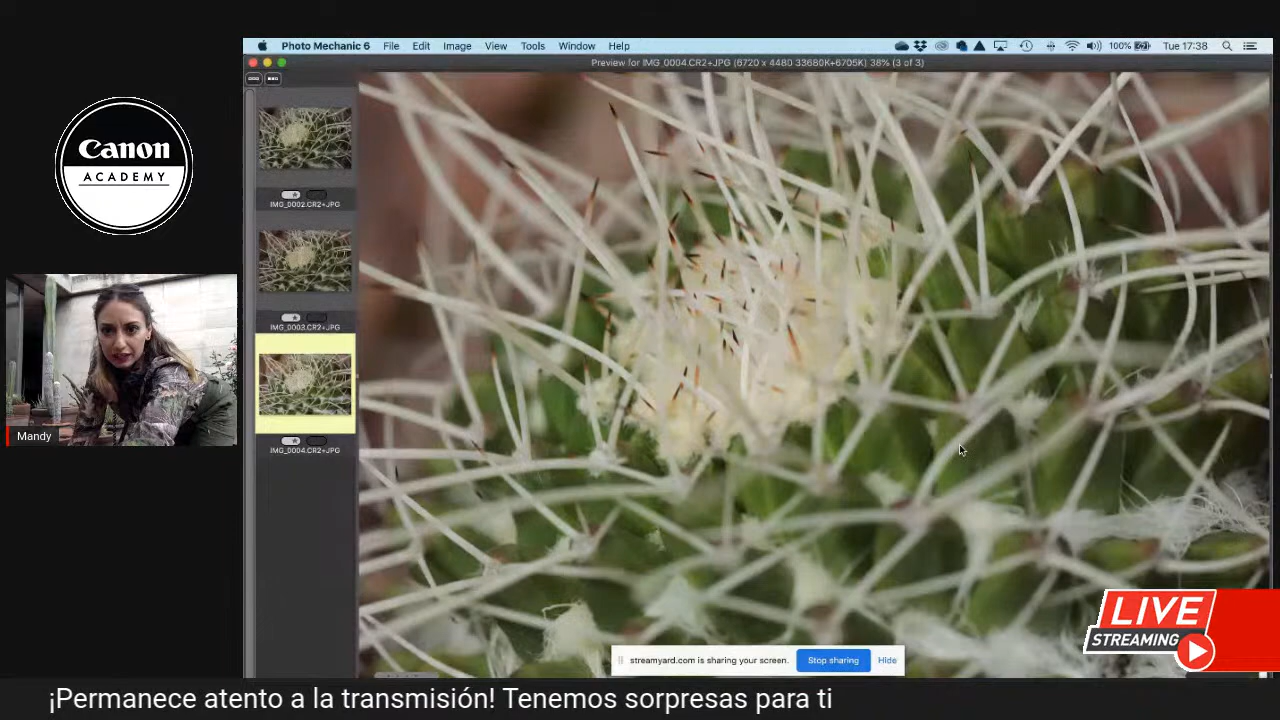 Photo Mechanic 6 File Edit Image View Tools Window Help 100% Tue 17:38
Preview for IMG_0004.CR2+JPG (6720 x 4480 33680K+6705K) 38% (3 of 3)
Canon
ACADEMY
IMG_0002.CR2+JPG
IMG_0003.CR2+JPG
Mandy
IMG_0004.CR2+JPG
LIVE
STREAMING
streamyard.com is sharing your screen. Stop sharing Hide
¡Permanece atento a la transmisión! Tenemos sorpresas para ti